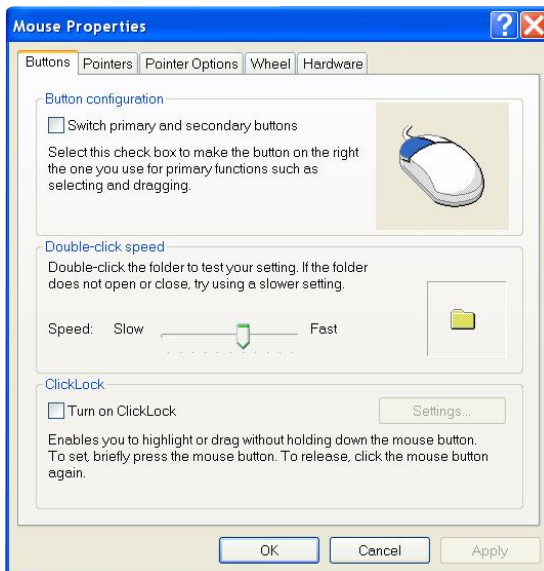 Mouse Properties
?
Buttons Pointers Pointer Options Wheel Hardware
Button configuration
Switch primary and secondary buttons
Select this check box to make the button on the right
the one you use for primary functions such as
selecting and dragging.
Double-click speed
Double-click the folder to test your setting. If the folder
does not open or close, try using a slower setting.
Speed: Slow Fast
ClickLock
Turn on ClickLock Settings...
Enables you to highlight or drag without holding down the mouse button.
To set, briefly press the mouse button. To release, click the mouse button
again.
OK Cancel Apply